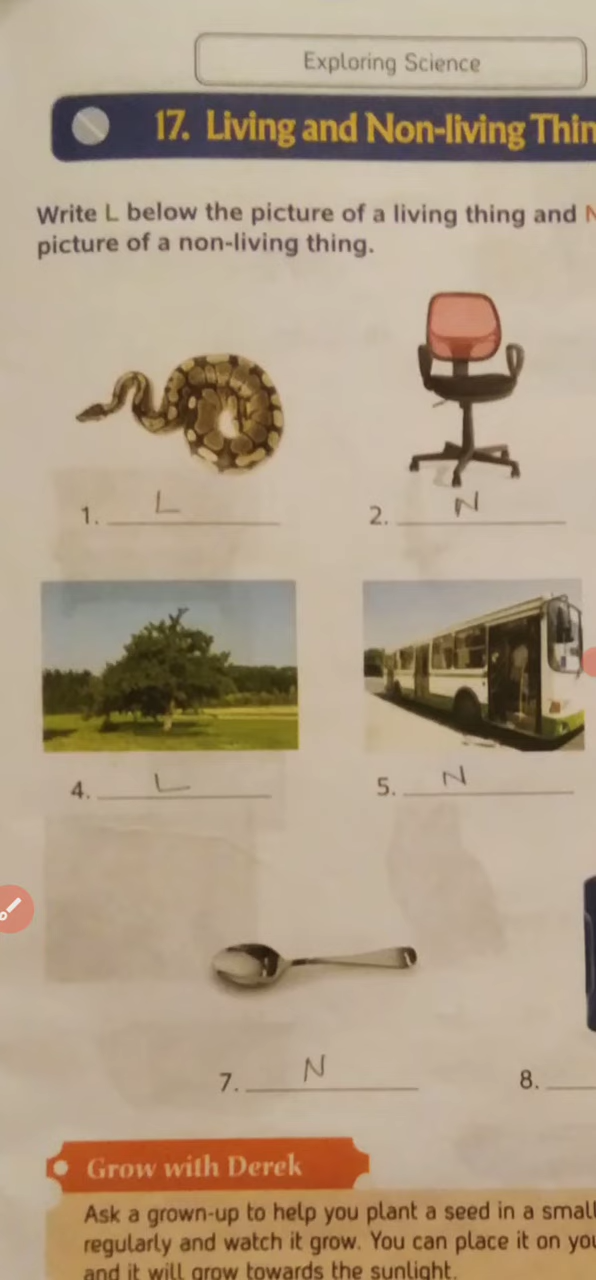 Exploring Science
17. Living and Non-living Thin
Write L below the picture of a living thing and N
picture of a non-living thing.
1. L
2. N
4. L
5. N
7. N
8.
Grow with Derek
Ask a grown-up to help you plant a seed in a small
regularly and watch it grow. You can place it on you
and it will grow towards the sunlight.